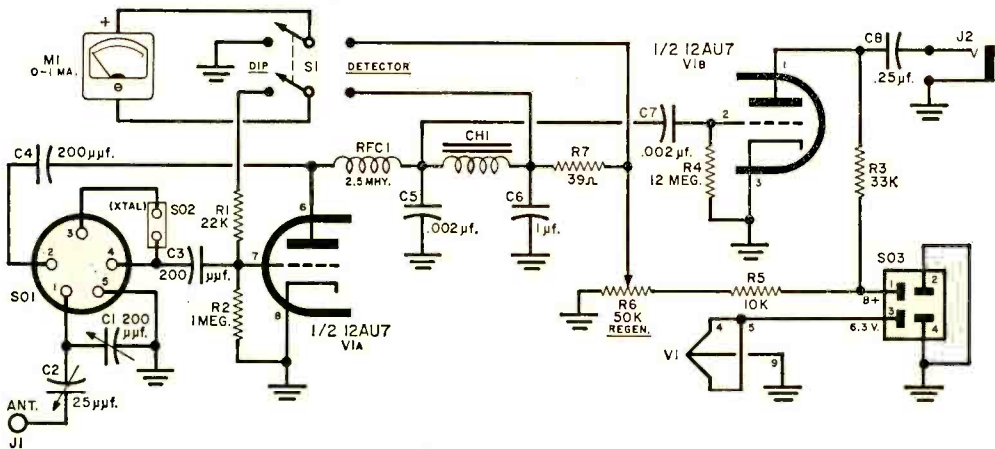 +
M1
0-1 MA.
DIP
S1
DETECTOR
1/2 12AU7
V1B
C8
.25µf.
J2
1
C7
.002µf.
2
R4
12 MEG.
3
R3
33K
C4
200µµf.
RFC1
2.5 MHY.
CH1
R7
39Ω
C5
.002µf.
C6
1µf.
6
(XTAL)
SO2
3
2
4
1
5
SO1
C3
200 µµf.
R1
22K
7
R2
1MEG.
8
1/2 12AU7
V1A
C1 200
µµf.
C2
25µµf.
ANT.
J1
R6
50K
REGEN.
R5
10K
B+
SO3
1
2
3
4
6.3 V.
V1
4
5
9